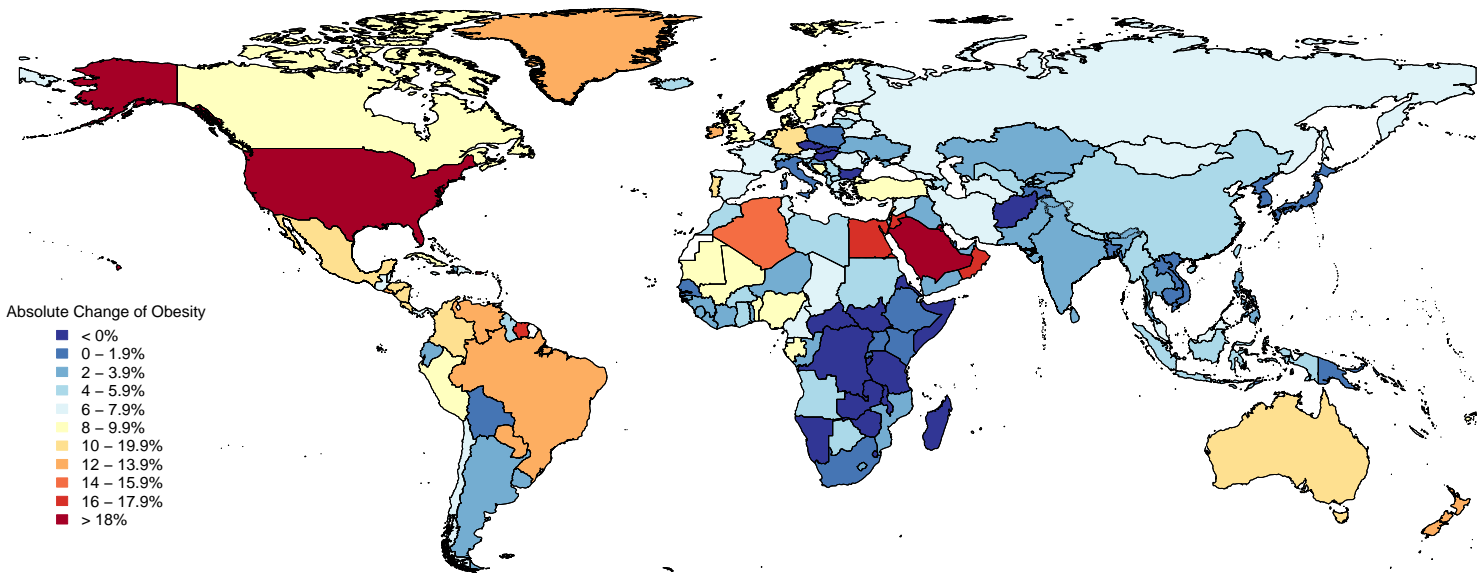 Absolute Change of Obesity
< 0%
0 – 1.9%
2 – 3.9%
4 – 5.9%
6 – 7.9%
8 – 9.9%
10 – 19.9%
12 – 13.9%
14 – 15.9%
16 – 17.9%
> 18%